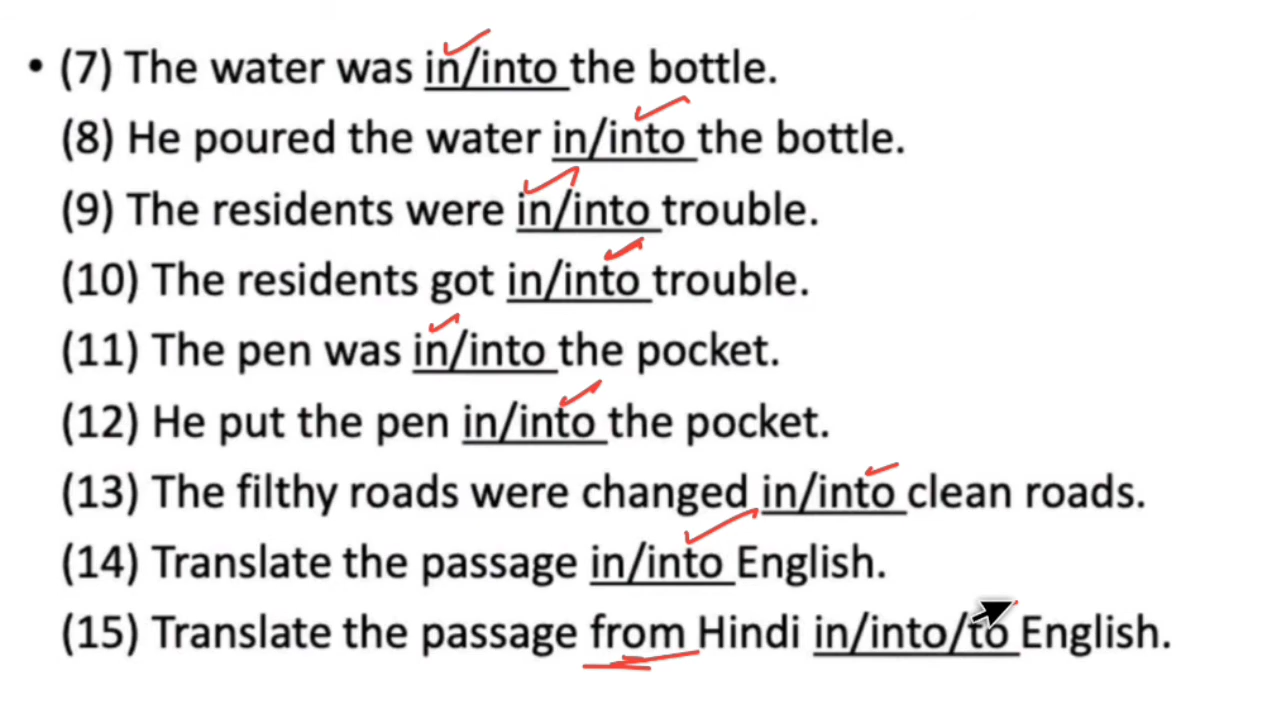 • (7) The water was in/into the bottle.
(8) He poured the water in/into the bottle.
(9) The residents were in/into trouble.
(10) The residents got in/into trouble.
(11) The pen was in/into the pocket.
(12) He put the pen in/into the pocket.
(13) The filthy roads were changed in/into clean roads.
(14) Translate the passage in/into English.
(15) Translate the passage from Hindi in/into/to English.